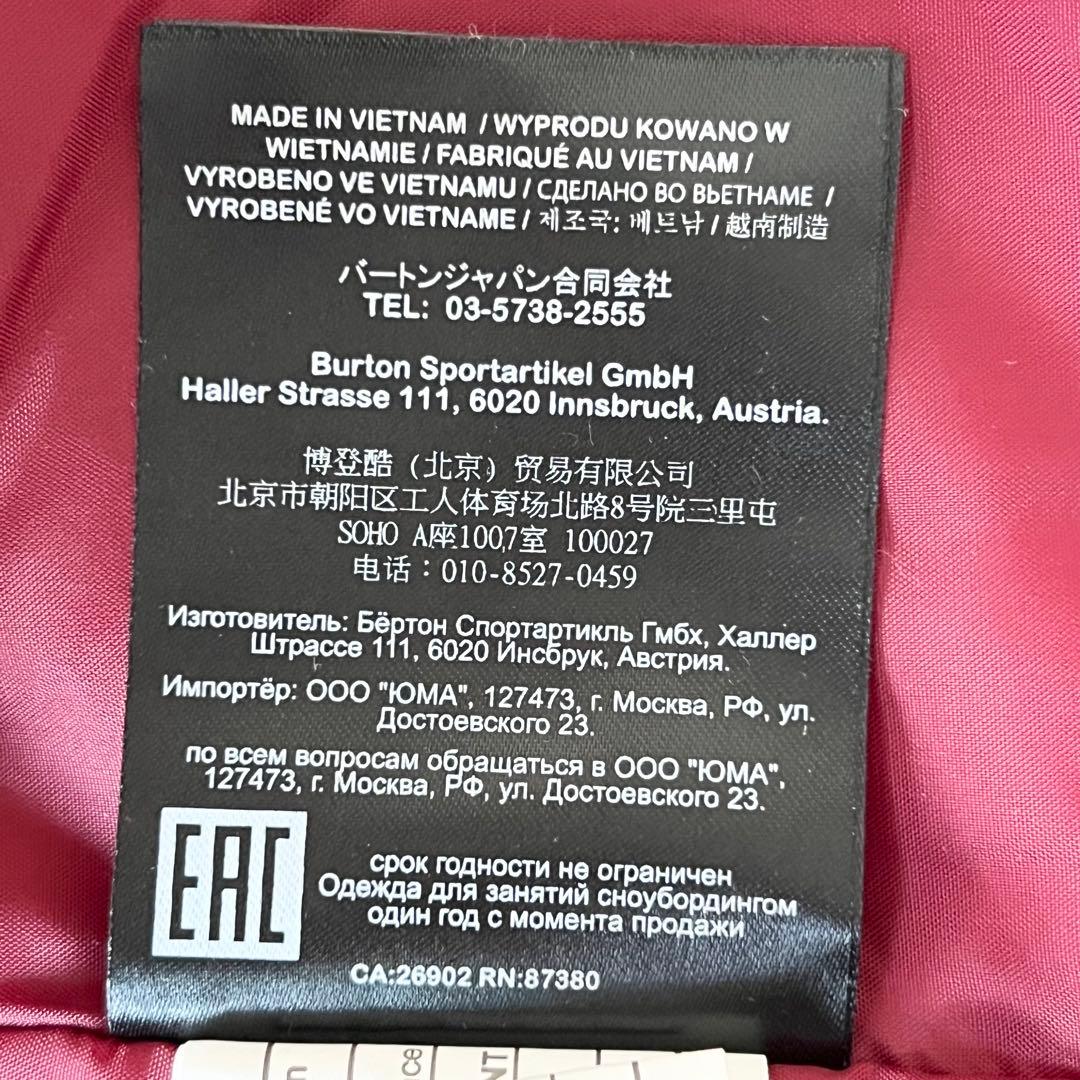 MADE IN VIETNAM / WYPRODU KOWANO W
WIETNAMIE / FABRIQUÉ AU VIETNAM /
VYROBENO VE VIETNAMU / СДЕЛАНО ВО ВЬЕТНАМЕ /
VYROBENÉ VO VIETNAME / 제조국: 베트남 / 越南制造
バートンジャパン合同会社
TEL: 03-5738-2555
Burton Sportartikel GmbH
Haller Strasse 111, 6020 Innsbruck, Austria.
博登酷（北京）贸易有限公司
北京市朝阳区工人体育场北路8号院三里屯
SOHO A座1007室 100027
电话：010-8527-0459
Изготовитель: Бёртон Спортартикль Гмбх, Халлер
Штрассе 111, 6020 Инсбрук, Австрия.
Импортёр: ООО "ЮМА", 127473, г. Москва, РФ, ул.
Достоевского 23.
по всем вопросам обращаться в ООО "ЮМА",
127473, г. Москва, РФ, ул. Достоевского 23.
EAC
срок годности не ограничен
Одежда для занятий сноубордингом
один год с момента продажи
CA:26902 RN:87380